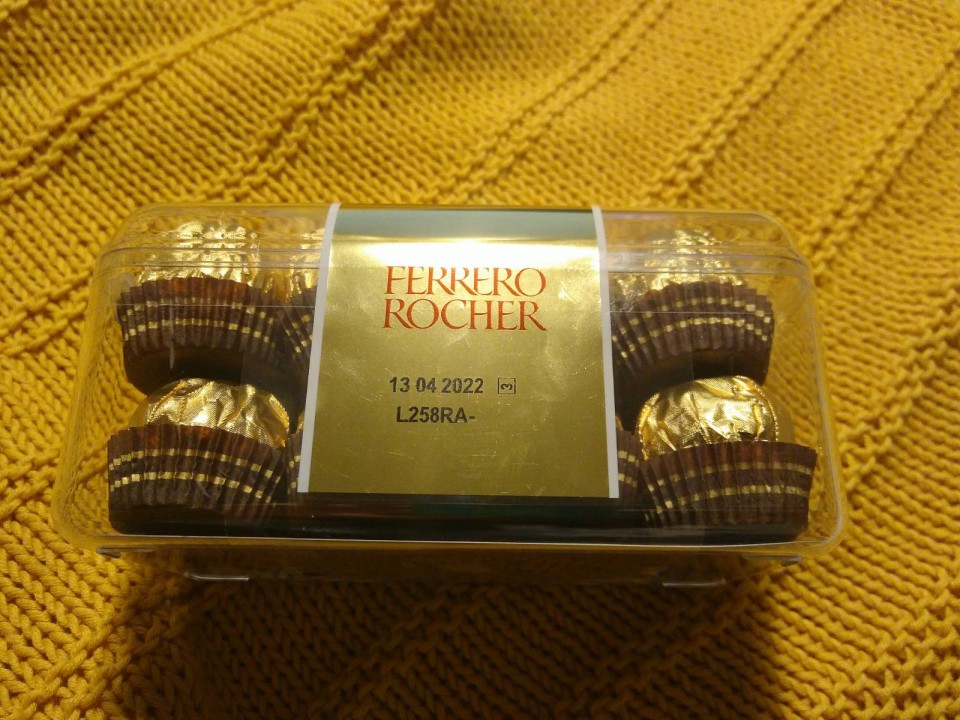 FERRERO
ROCHER
13 04 2022 3
L258RA-